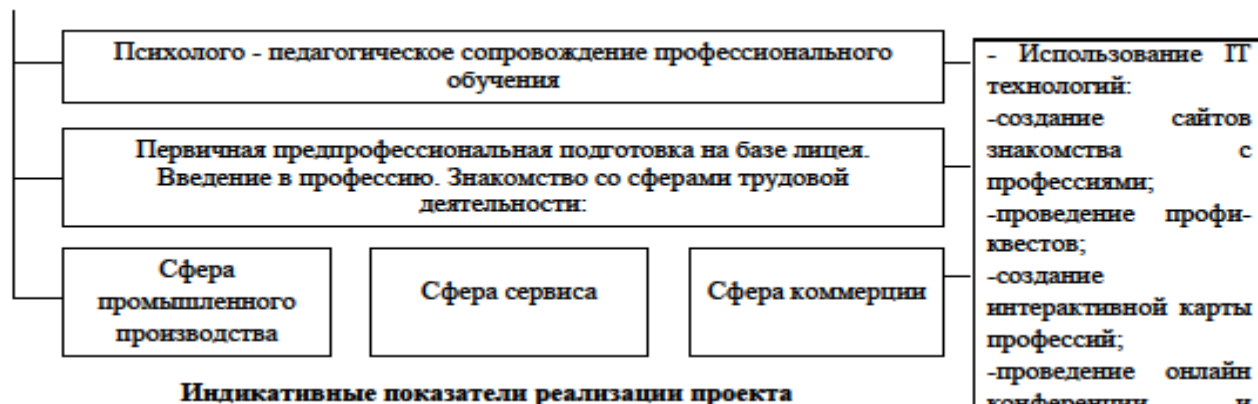 Психолого - педагогическое сопровождение профессионального
обучения
Первичная предпрофессиональная подготовка на базе лицея.
Введение в профессию. Знакомство со сферами трудовой
деятельности:
Сфера
промышленного
производства
Сфера сервиса
Сфера коммерции
- Использование IT
технологий:
-создание сайтов
знакомства с
профессиями;
-проведение профи-
квестов;
-создание
интерактивной карты
профессий;
-проведение онлайн
конференции и
Индикативные показатели реализации проекта